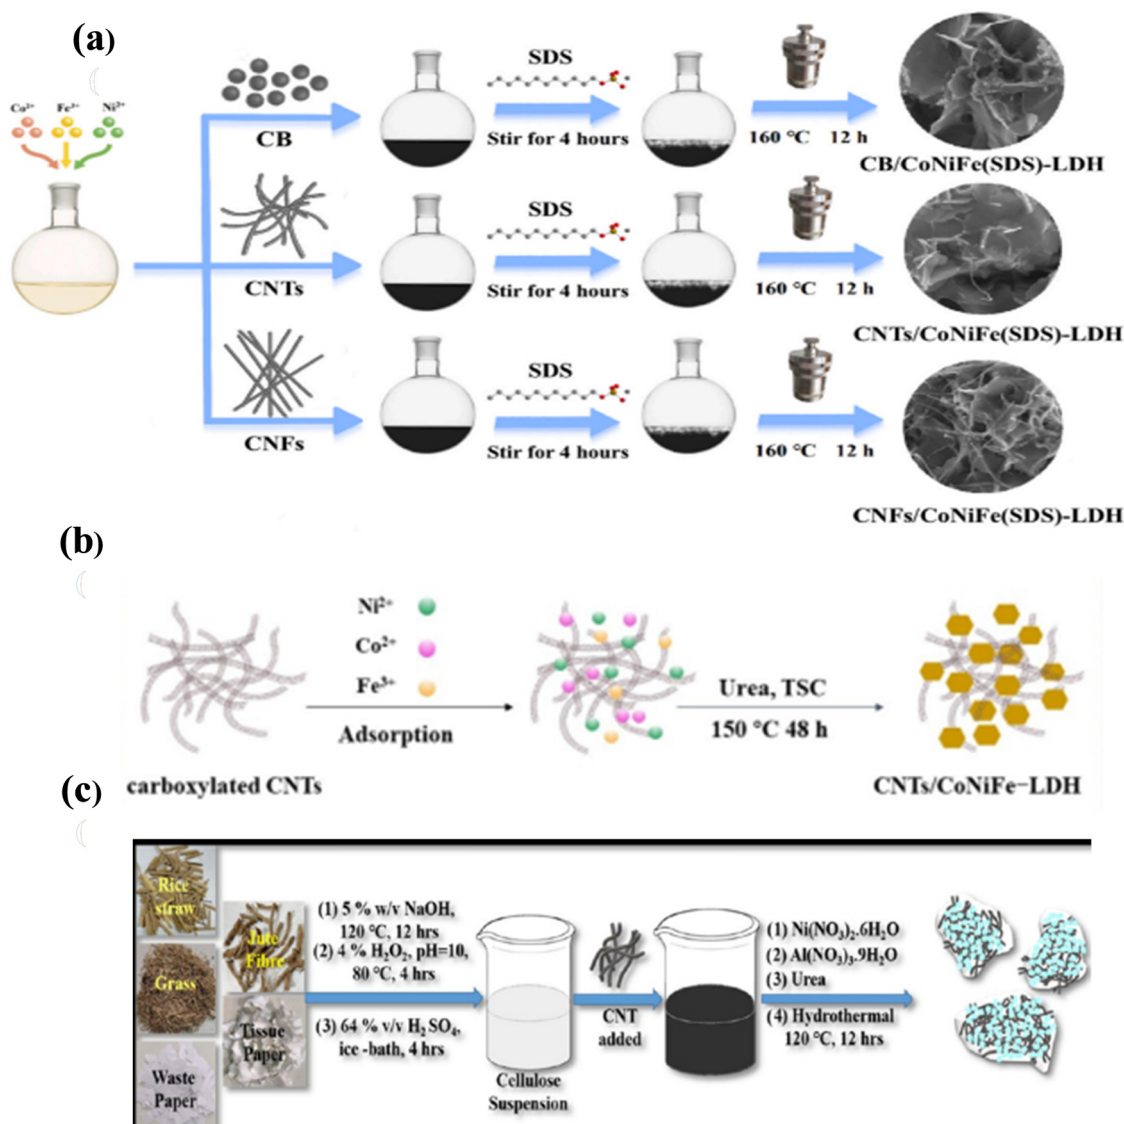 (a)
Co²⁺ Fe³⁺ Ni²⁺
CB
SDS
Stir for 4 hours
160 °C 12 h
CB/CoNiFe(SDS)-LDH
CNTs
SDS
Stir for 4 hours
160 °C 12 h
CNTs/CoNiFe(SDS)-LDH
CNFs
SDS
Stir for 4 hours
160 °C 12 h
CNFs/CoNiFe(SDS)-LDH
(b)
carboxylated CNTs
Ni²⁺
Co²⁺
Fe³⁺
Adsorption
Urea, TSC
150 °C 48 h
CNTs/CoNiFe−LDH
(c)
Rice
straw
Grass
Waste
Paper
Jute
Fibre
Tissue
Paper
(1) 5 % w/v NaOH,
120 °C, 12 hrs
(2) 4 % H₂O₂, pH=10,
80 °C, 4 hrs
(3) 64 % v/v H₂SO₄,
ice -bath, 4 hrs
Cellulose
Suspension
CNT
added
(1) Ni(NO₃)₂.6H₂O
(2) Al(NO₃)₃.9H₂O
(3) Urea
(4) Hydrothermal
120 °C, 12 hrs